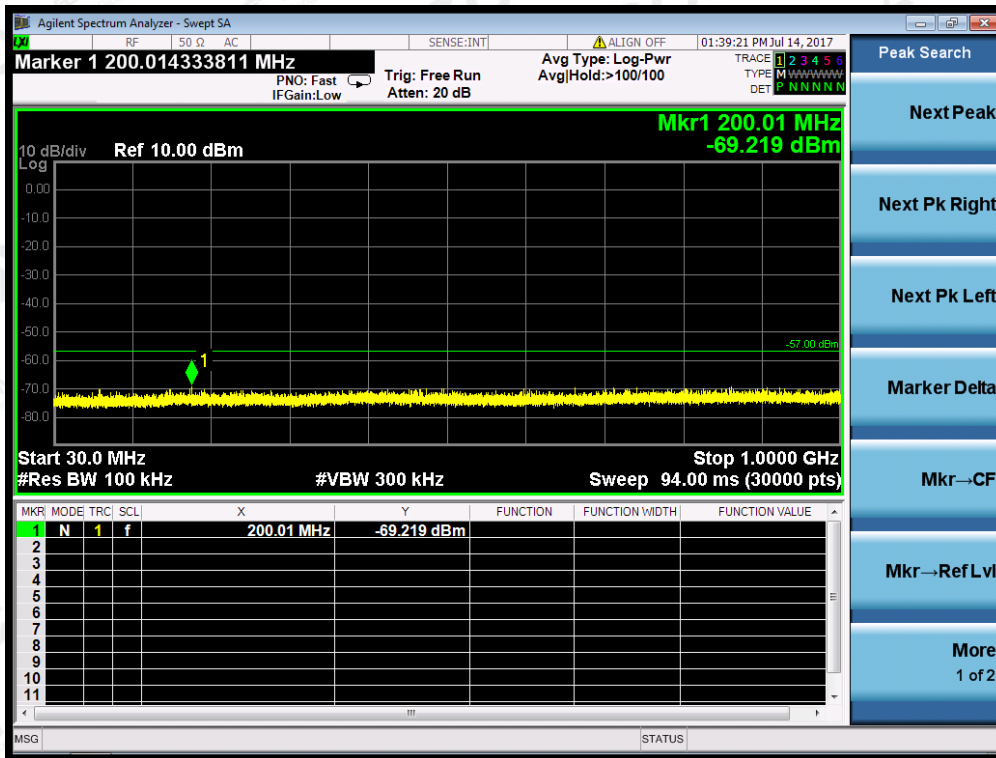 Agilent Spectrum Analyzer - Swept SA
LXI RF 50 Ω AC SENSE:INT ALIGN OFF 01:39:21 PM Jul 14, 2017
Marker 1 200.014333811 MHz
PNO: Fast
IFGain:Low
Trig: Free Run
Atten: 20 dB
Avg Type: Log-Pwr
Avg|Hold:>100/100
TRACE 1 2 3 4 5 6
TYPE M WWWWW
DET P N N N N N
Mkr1 200.01 MHz
-69.219 dBm
10 dB/div Ref 10.00 dBm
Log
0.00
-10.0
-20.0
-30.0
-40.0
-50.0
-57.00 dBm
-60.0
1
-70.0
-80.0
Start 30.0 MHz Stop 1.0000 GHz
#Res BW 100 kHz #VBW 300 kHz Sweep 94.00 ms (30000 pts)
MKR MODE TRC SCL X Y FUNCTION FUNCTION WIDTH FUNCTION VALUE
1 N 1 f 200.01 MHz -69.219 dBm
2
3
4
5
6
7
8
9
10
11
MSG STATUS
Peak Search
Next Peak
Next Pk Right
Next Pk Left
Marker Delta
Mkr→CF
Mkr→Ref Lvl
More
1 of 2